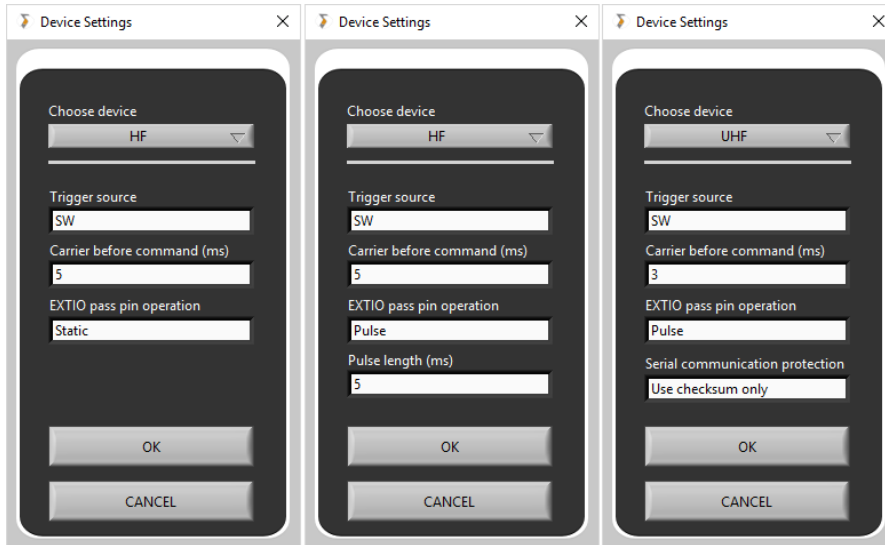 Device Settings
Choose device
HF
Trigger source
SW
Carrier before command (ms)
5
EXTIO pass pin operation
Static
OK
CANCEL
Device Settings
Choose device
HF
Trigger source
SW
Carrier before command (ms)
5
EXTIO pass pin operation
Pulse
Pulse length (ms)
5
OK
CANCEL
Device Settings
Choose device
UHF
Trigger source
SW
Carrier before command (ms)
3
EXTIO pass pin operation
Pulse
Serial communication protection
Use checksum only
OK
CANCEL